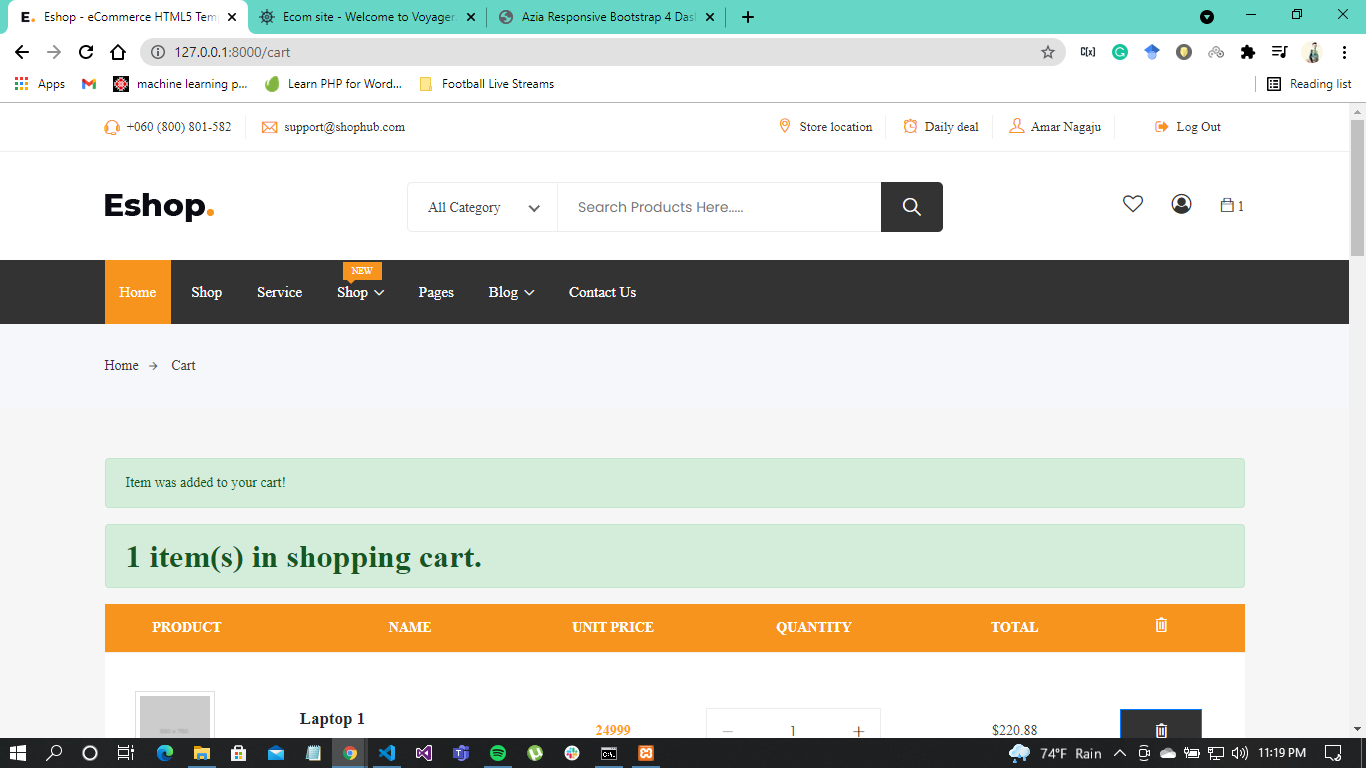 Eshop - eCommerce HTML5 Tem
Ecom site - Welcome to Voyager.
Azia Responsive Bootstrap 4 Das
127.0.0.1:8000/cart
Apps
machine learning p...
Learn PHP for Word...
Football Live Streams
Reading list
+060 (800) 801-582
support@shophub.com
Store location
Daily deal
Amar Nagaju
Log Out
Eshop.
All Category
Search Products Here.....
1
NEW
Home
Shop
Service
Shop
Pages
Blog
Contact Us
Home → Cart
Item was added to your cart!
1 item(s) in shopping cart.
PRODUCT NAME UNIT PRICE QUANTITY TOTAL
Laptop 1
24999
− 1 +
$220.88
74°F Rain
11:19 PM